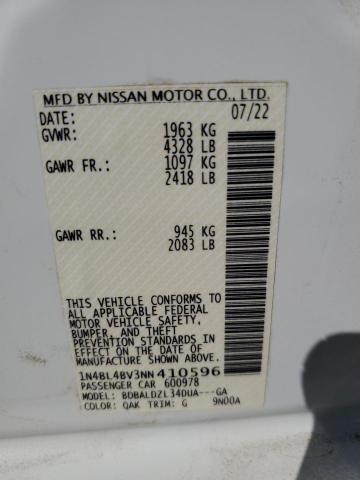 MFD BY NISSAN MOTOR CO., LTD.
DATE: 07/22
GVWR: 1963 KG
4328 LB
GAWR FR.: 1097 KG
2418 LB
GAWR RR.: 945 KG
2083 LB
THIS VEHICLE CONFORMS TO
ALL APPLICABLE FEDERAL
MOTOR VEHICLE SAFETY,
BUMPER, AND THEFT
PREVENTION STANDARDS
IN EFFECT ON THE DATE OF
MANUFACTURE SHOWN ABOVE.
1N4BL4BV3NN410596
PASSENGER CAR 600978
MODEL: BDBALDZL34DUA---GA
COLOR: QAK TRIM: G 9N00A